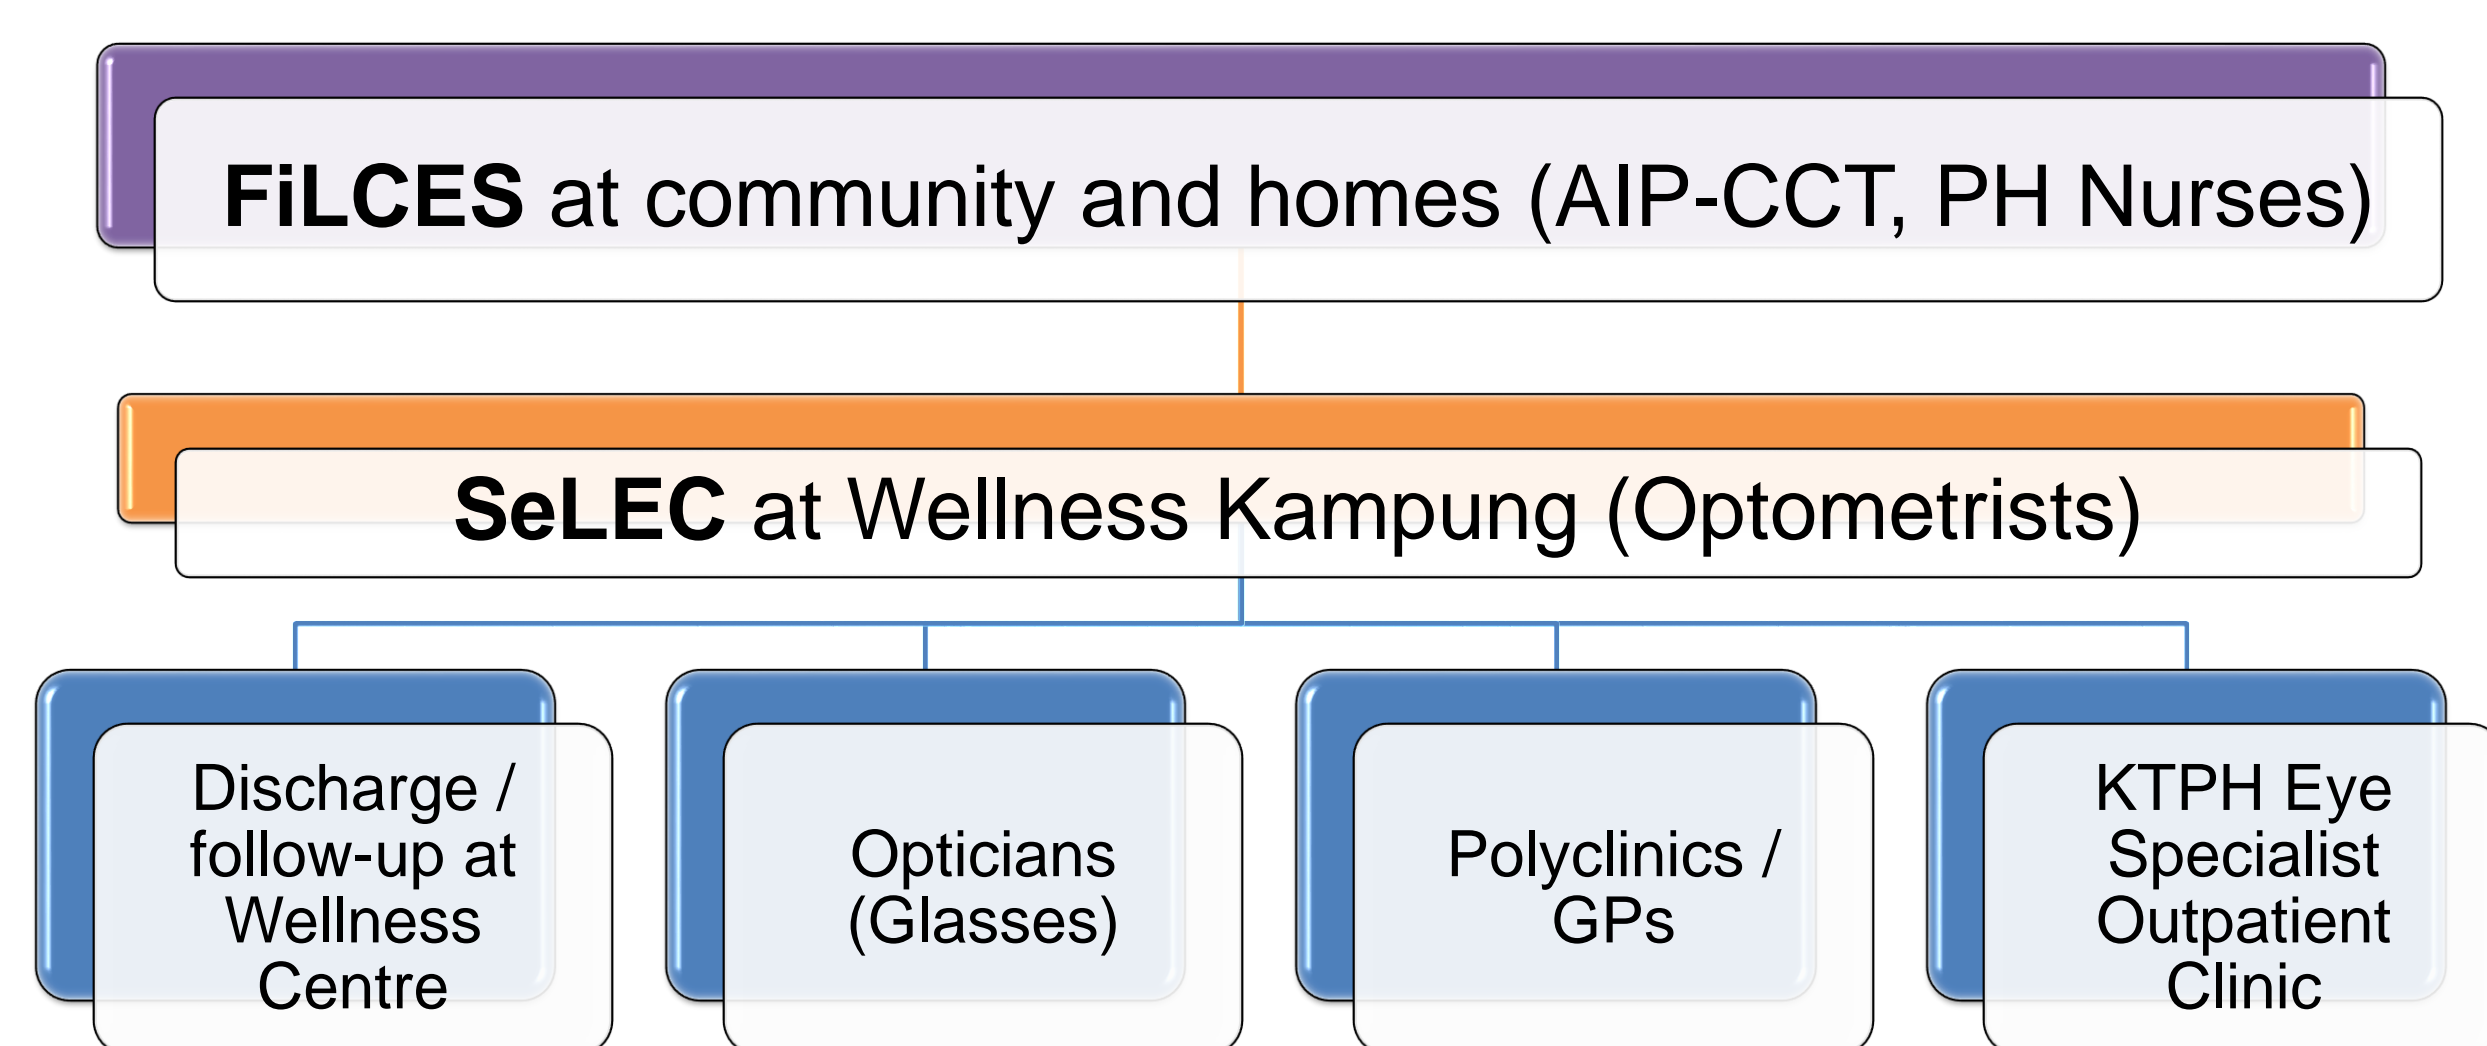 FiLCES at community and homes (AIP-CCT, PH Nurses)
SeLEC at Wellness Kampung (Optometrists)
Discharge /
follow-up at
Wellness
Centre
Opticians
(Glasses)
Polyclinics /
GPs
KTPH Eye
Specialist
Outpatient
Clinic